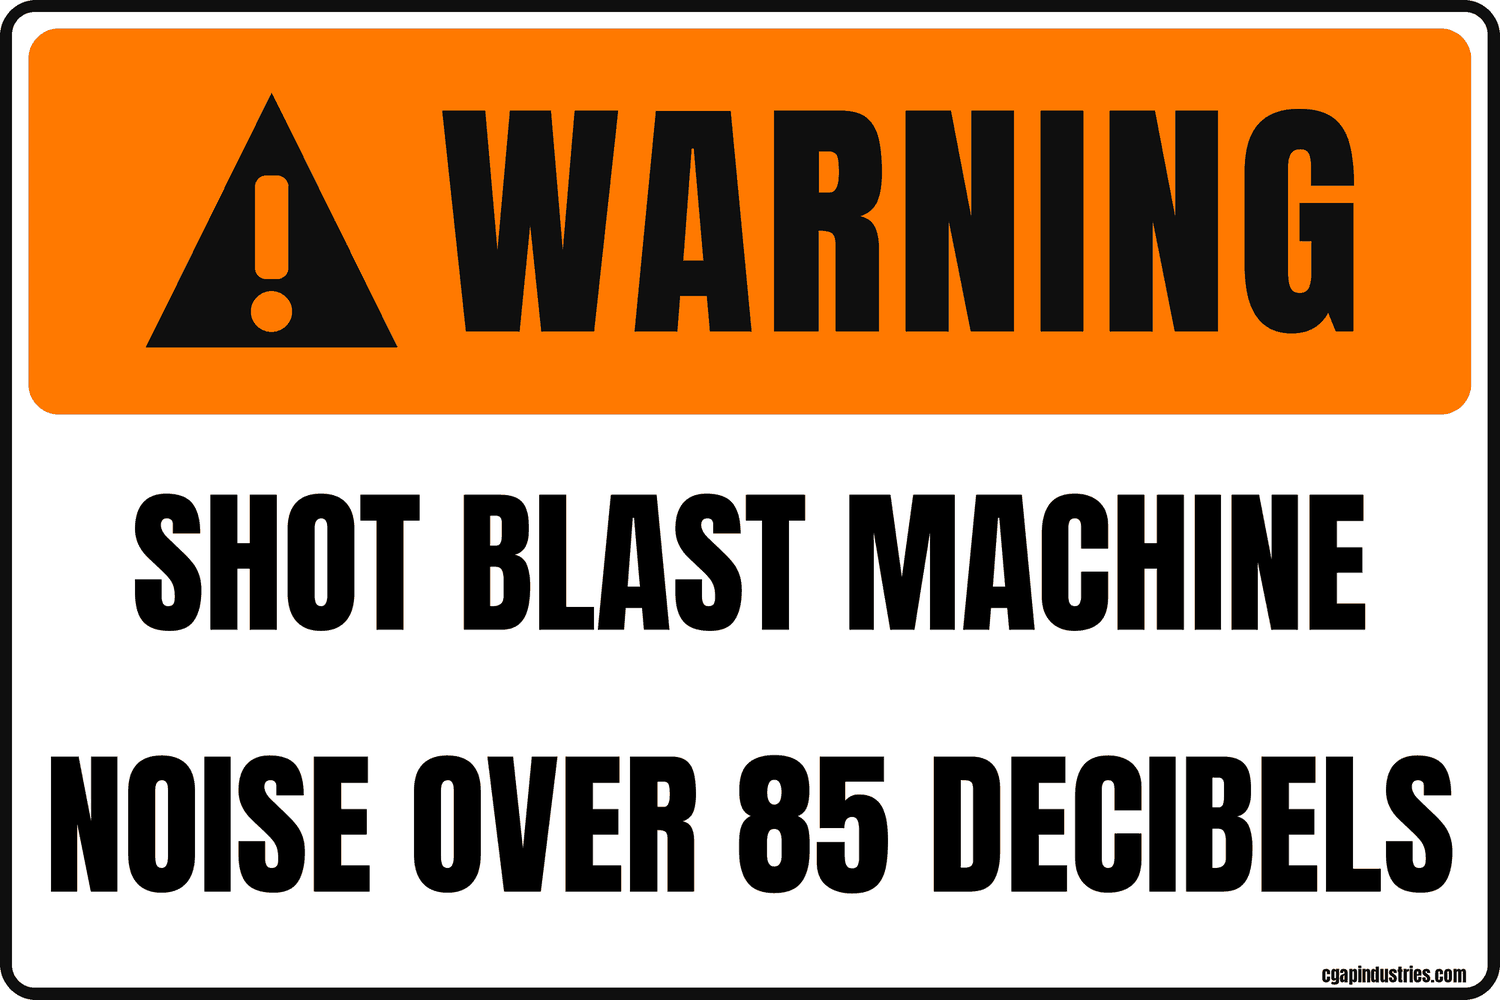 WARNING
SHOT BLAST MACHINE
NOISE OVER 85 DECIBELS
cgapindustries.com